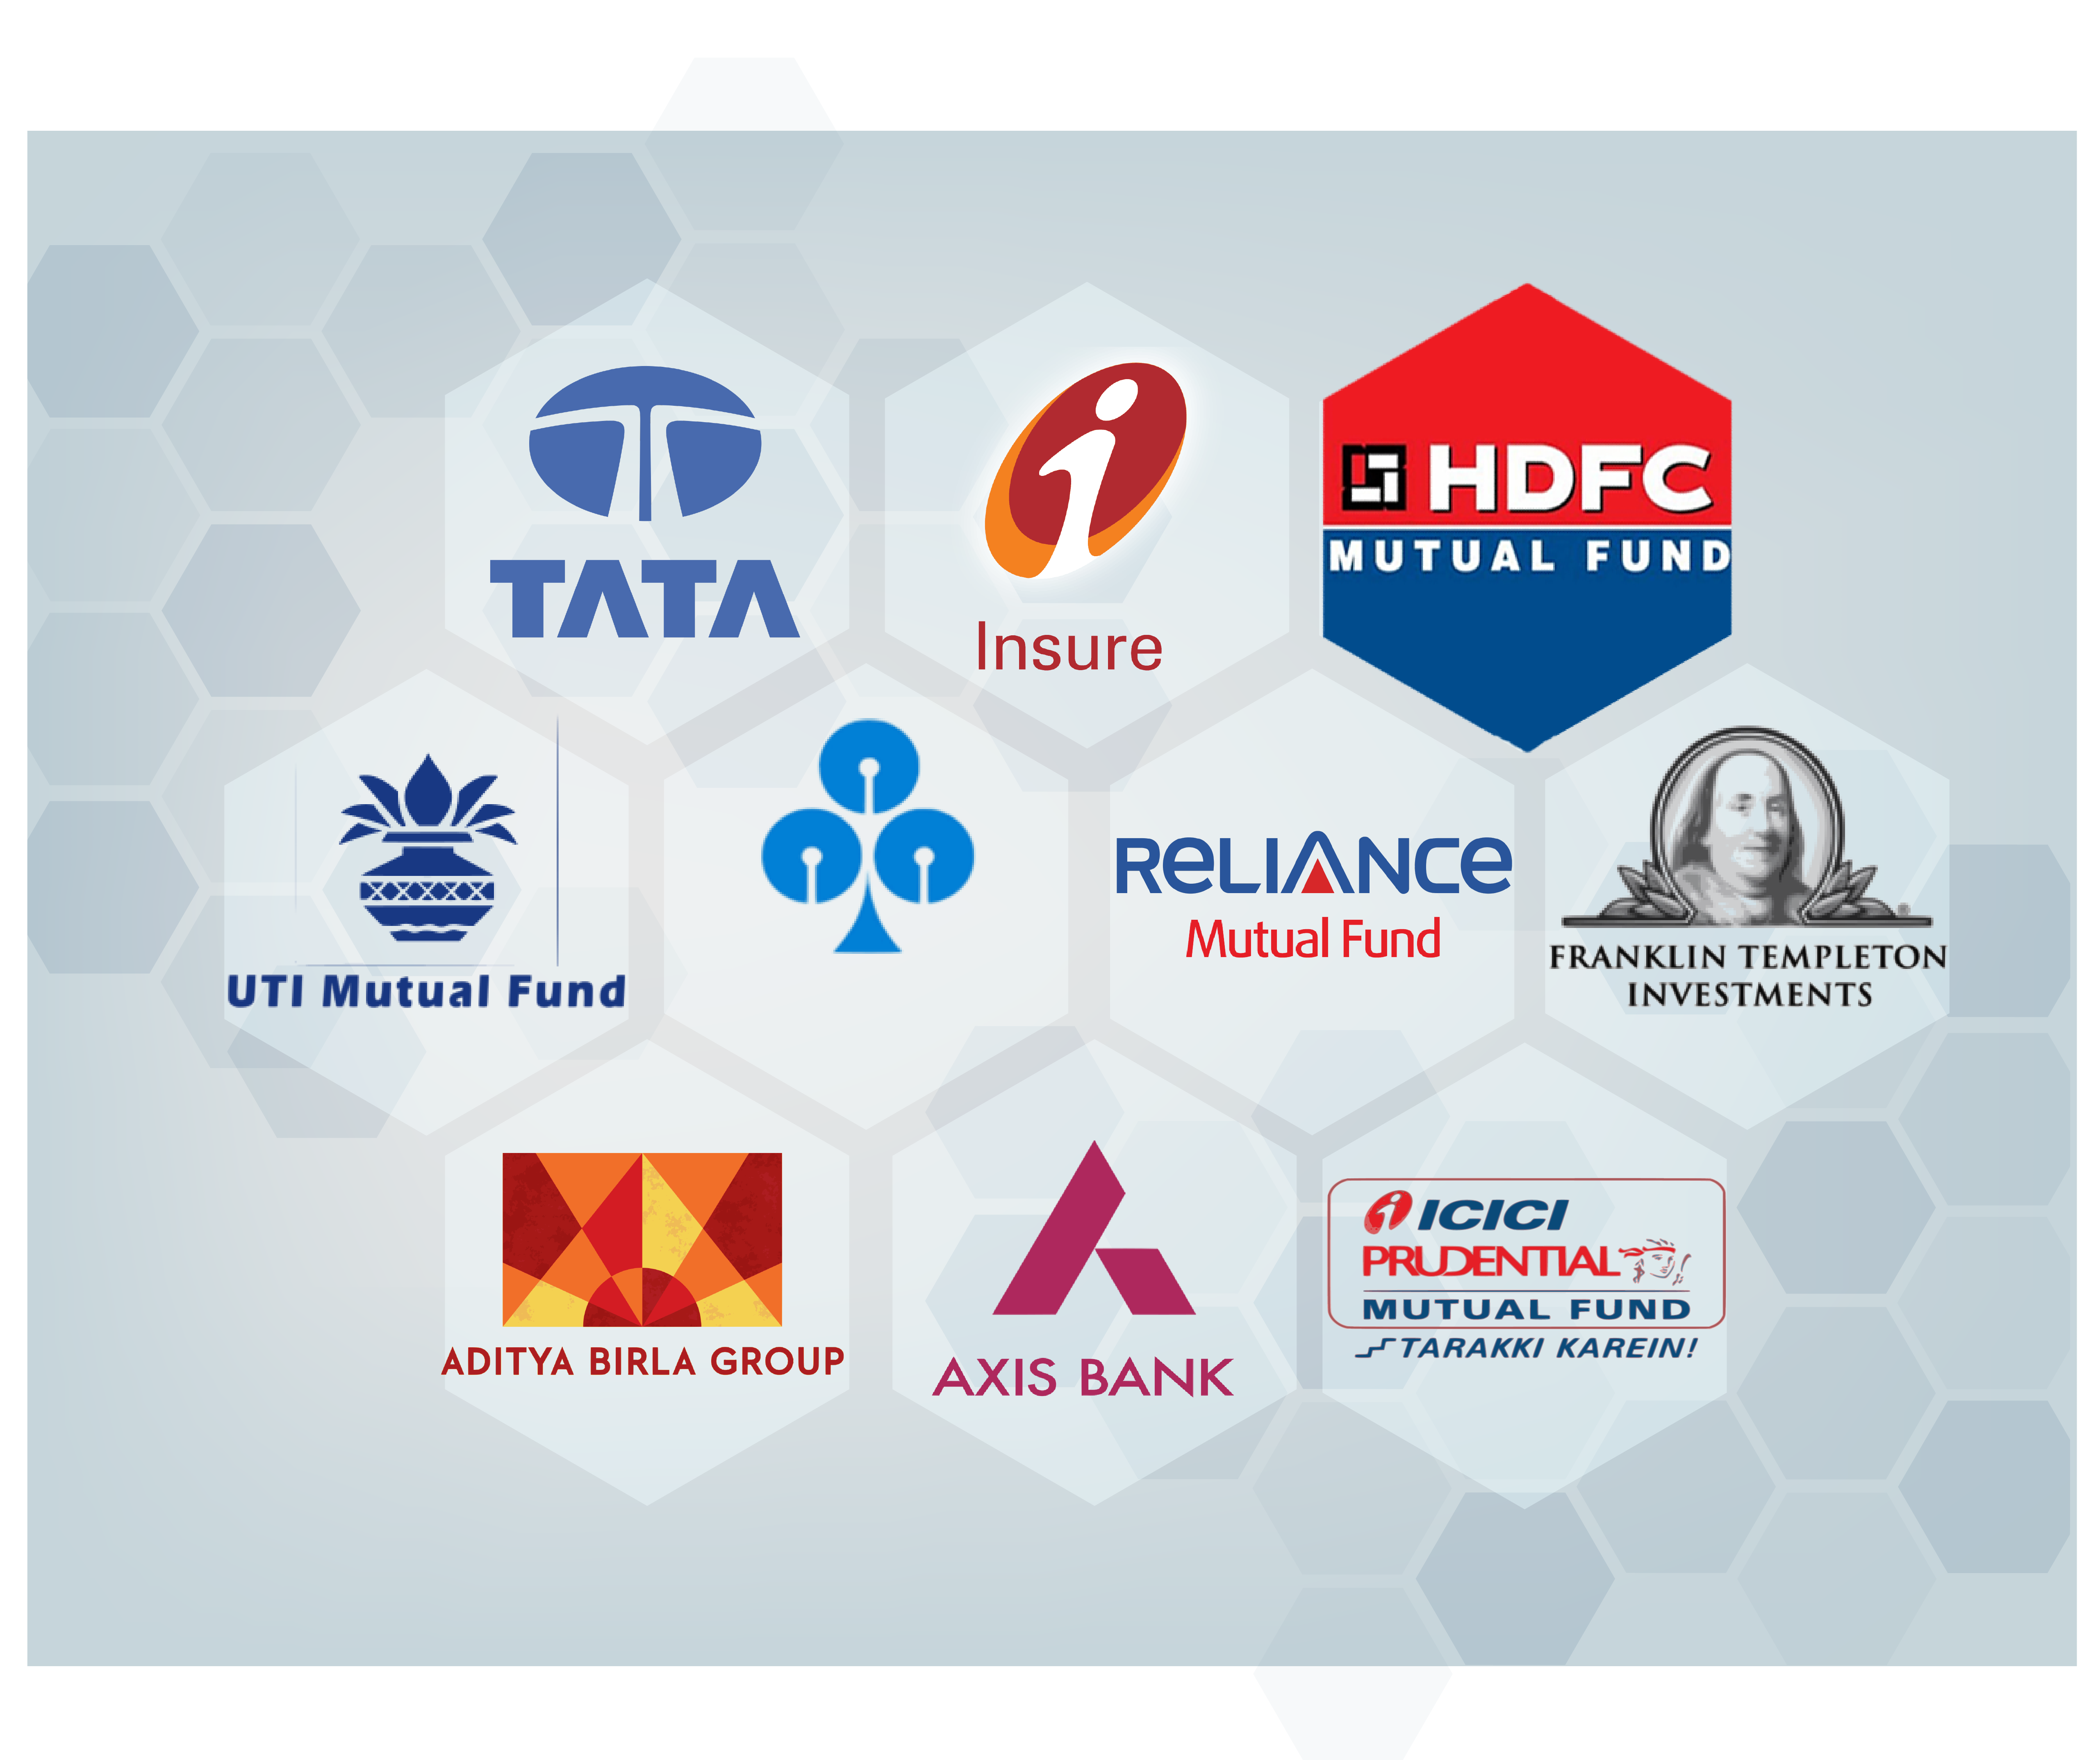 TATA
i
Insure
HDFC
MUTUAL FUND
UTI Mutual Fund
RELIANCE
Mutual Fund
FRANKLIN TEMPLETON
INVESTMENTS
®
ADITYA BIRLA GROUP
AXIS BANK
i ICICI
PRUDENTIAL
MUTUAL FUND
TARAKKI KAREIN!